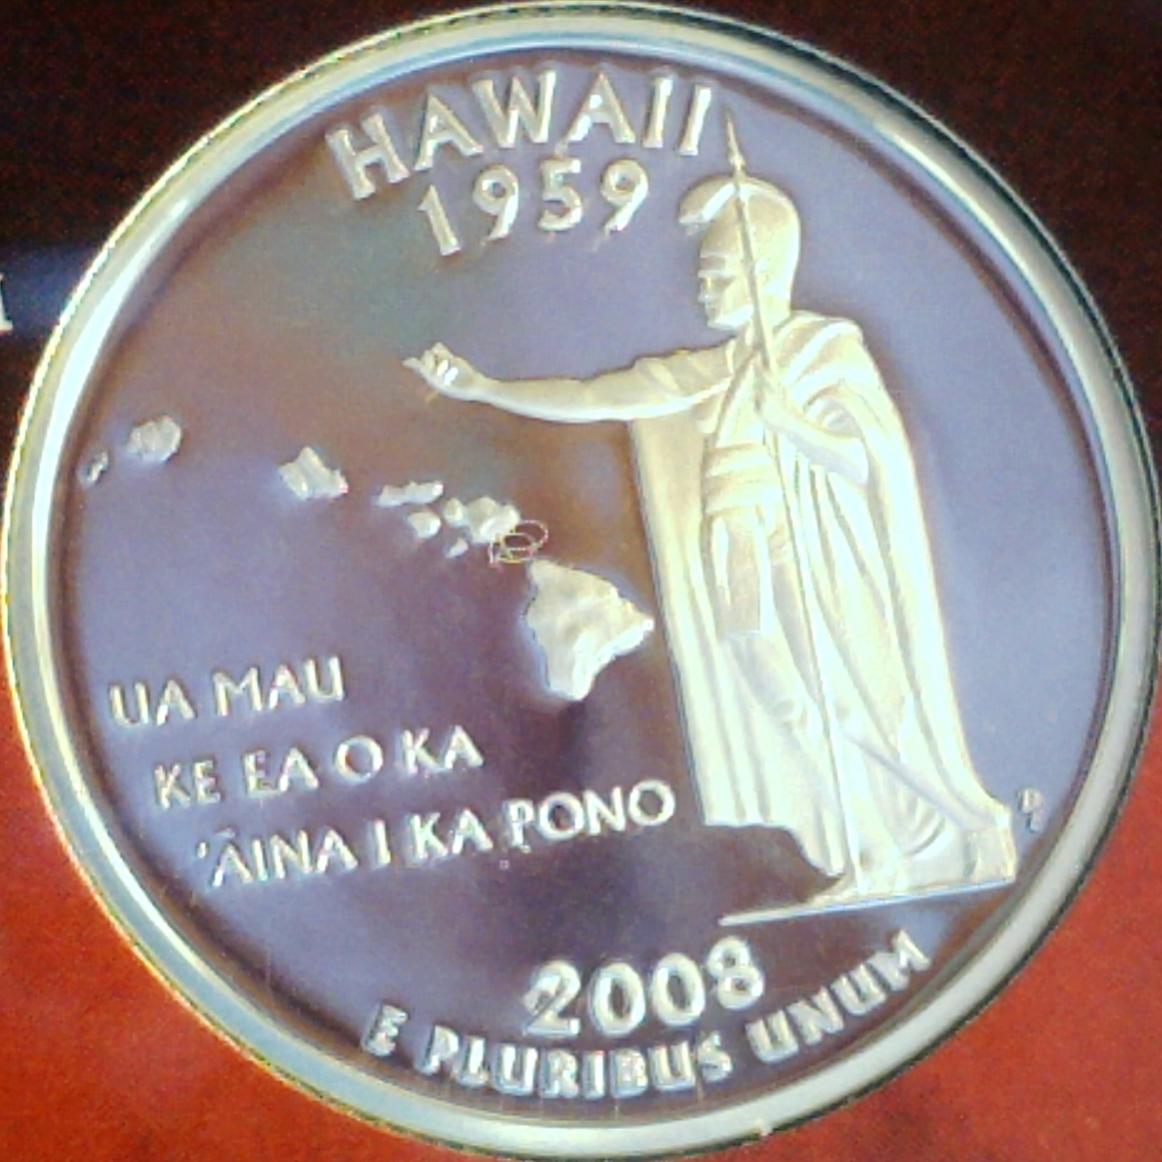 HAWAII
1959
UA MAU
KE EA O KA
ʻĀINA I KA PONO
2008
E PLURIBUS UNUM